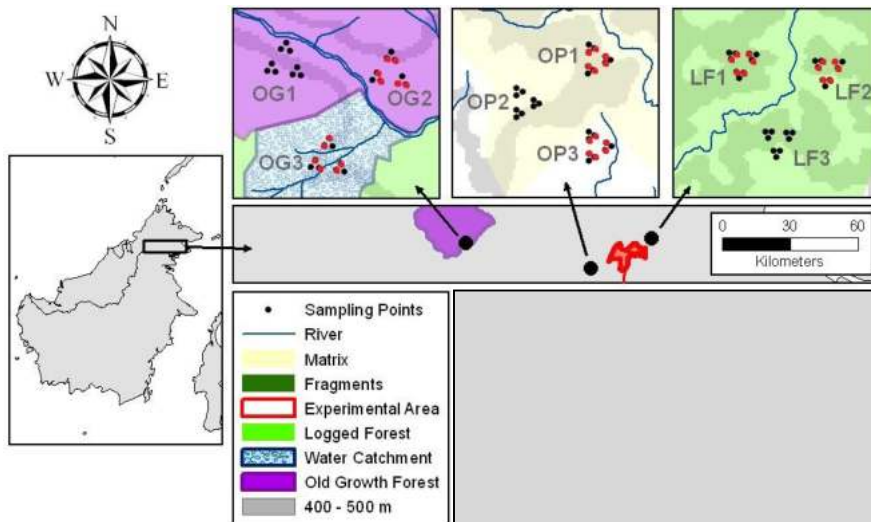 N
W E
S
OG1
OG2
OG3
OP1
OP2
OP3
LF1
LF2
LF3
0 30 60
Kilometers
Sampling Points
River
Matrix
Fragments
Experimental Area
Logged Forest
Water Catchment
Old Growth Forest
400 - 500 m